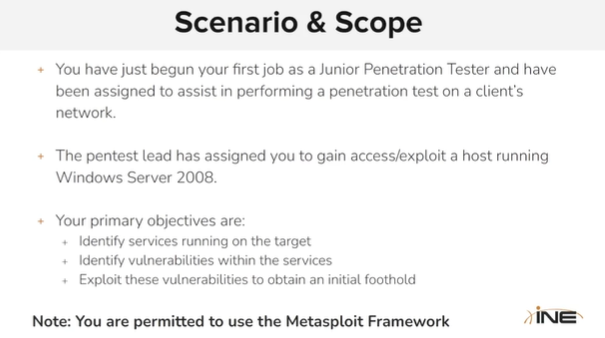 Scenario & Scope
+ You have just begun your first job as a Junior Penetration Tester and have
been assigned to assist in performing a penetration test on a client's
network.
+ The pentest lead has assigned you to gain access/exploit a host running
Windows Server 2008.
+ Your primary objectives are:
+ Identify services running on the target
+ Identify vulnerabilities within the services
+ Exploit these vulnerabilities to obtain an initial foothold
Note: You are permitted to use the Metasploit Framework
INE